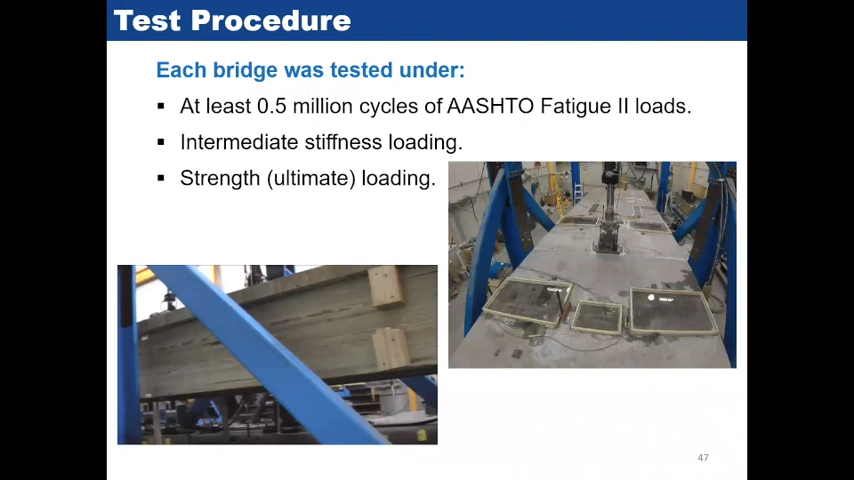 Test Procedure
Each bridge was tested under:
▪ At least 0.5 million cycles of AASHTO Fatigue II loads.
▪ Intermediate stiffness loading.
▪ Strength (ultimate) loading.
47